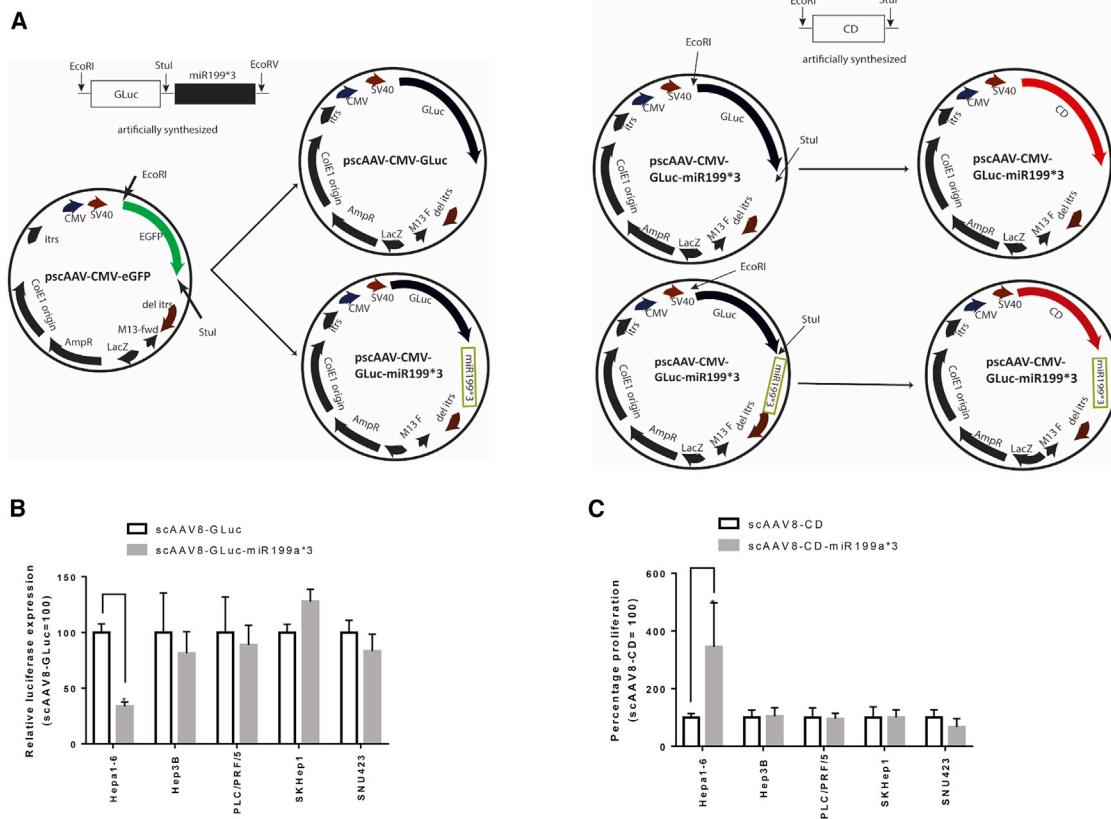 A
EcoRI
StuI
miR199*3
EcoRV
GLuc
artificially synthesized
EcoRI
CMV
SV40
itrs
EGFP
pscAAV-CMV-eGFP
ColE1 origin
del itrs
M13-fwd
StuI
AmpR
LacZ
itrs
CMV
SV40
GLuc
pscAAV-CMV-GLuc
ColE1 origin
AmpR
LacZ
M13 F
del itrs
itrs
CMV
SV40
GLuc
pscAAV-CMV-
GLuc-miR199*3
miR199*3
ColE1 origin
AmpR
LacZ
M13 F
del itrs
EcoRI
StuI
CD
artificially synthesized
EcoRI
itrs
CMV
SV40
GLuc
StuI
pscAAV-CMV-
GLuc-miR199*3
ColE1 origin
AmpR
LacZ
M13 F
del itrs
itrs
CMV
SV40
CD
pscAAV-CMV-
GLuc-miR199*3
ColE1 origin
AmpR
LacZ
M13 F
del itrs
EcoRI
itrs
CMV
SV40
GLuc
StuI
pscAAV-CMV-
GLuc-miR199*3
miR199*3
ColE1 origin
AmpR
LacZ
M13 F
del itrs
itrs
CMV
SV40
CD
pscAAV-CMV-
GLuc-miR199*3
miR199*3
ColE1 origin
AmpR
LacZ
M13 F
del itrs
B
scAAV8-GLuc
scAAV8-GLuc-miR199a*3
Relative luciferase expression
(scAAV8-GLuc=100)
150
100
50
0
*
Hepa1-6
Hep3B
PLC/PRF/5
SKHep1
SNU423
C
scAAV8-CD
scAAV8-CD-miR199a*3
Percentage proliferation
(scAAV8-CD= 100)
600
400
200
0
*
Hepa1-6
Hep3B
PLC/PRF/5
SKHep1
SNU423